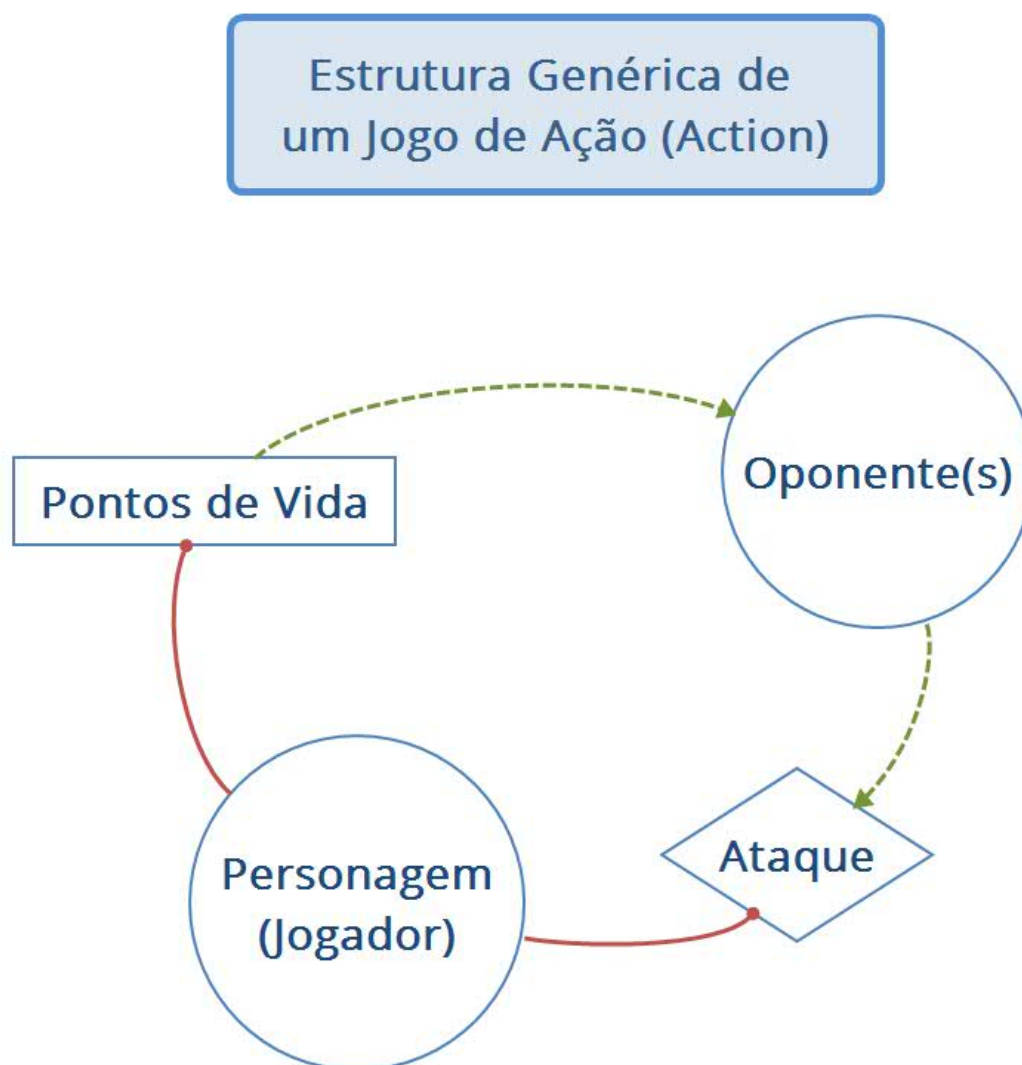 Estrutura Genérica de
um Jogo de Ação (Action)
Oponente(s)
Pontos de Vida
Ataque
Personagem
(Jogador)